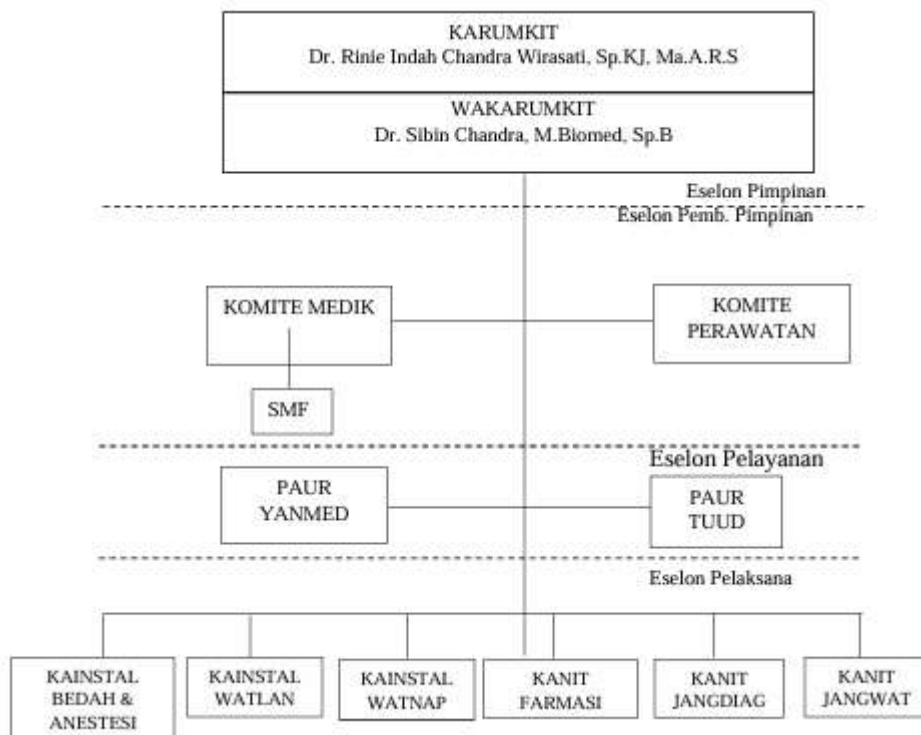 KARUMKIT
Dr. Rinie Indah Chandra Wirasati, Sp.KJ, Ma.A.R.S
WAKARUMKIT
Dr. Sibin Chandra, M.Biomed, Sp.B
Eselon Pimpinan
Eselon Pemb. Pimpinan
KOMITE MEDIK
KOMITE
PERAWATAN
SMF
Eselon Pelayanan
PAUR
YANMED
PAUR
TUUD
Eselon Pelaksana
KAINSTAL
BEDAH &
ANESTESI
KAINSTAL
WATLAN
KAINSTAL
WATNAP
KANIT
FARMASI
KANIT
JANGDIAG
KANIT
JANGWAT